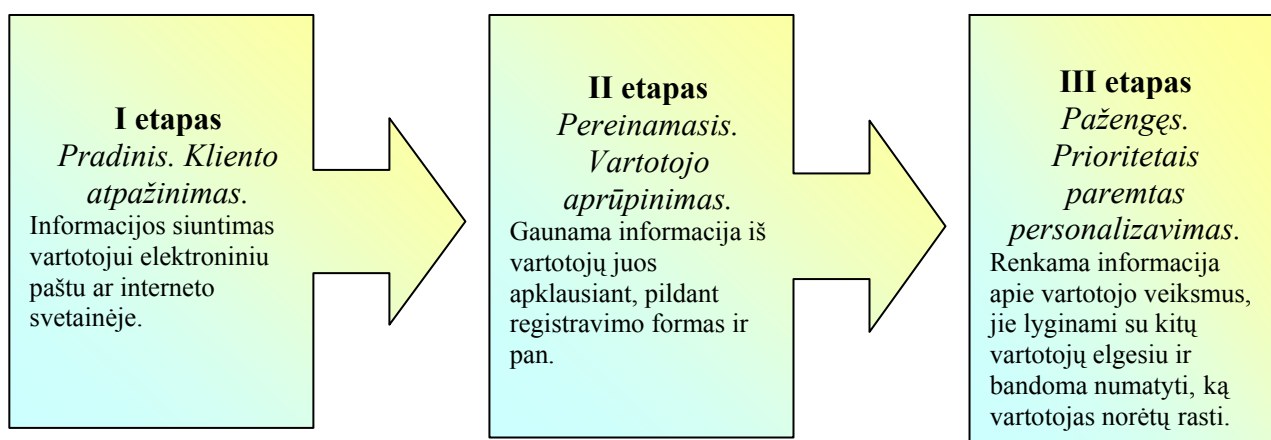 I etapas
Pradinis. Kliento
atpažinimas.
Informacijos siuntimas
vartotojui elektroniniu
paštu ar interneto
svetainėje.
II etapas
Pereinamasis.
Vartotojo
aprūpinimas.
Gaunama informacija iš
vartotojų juos
apklausiant, pildant
registravimo formas ir
pan.
III etapas
Pažengęs.
Prioritetais
paremtas
personalizavimas.
Renkama informacija
apie vartotojo veiksmus,
jie lyginami su kitų
vartotojų elgesiu ir
bandoma numatyti, ką
vartotojas norėtų rasti.